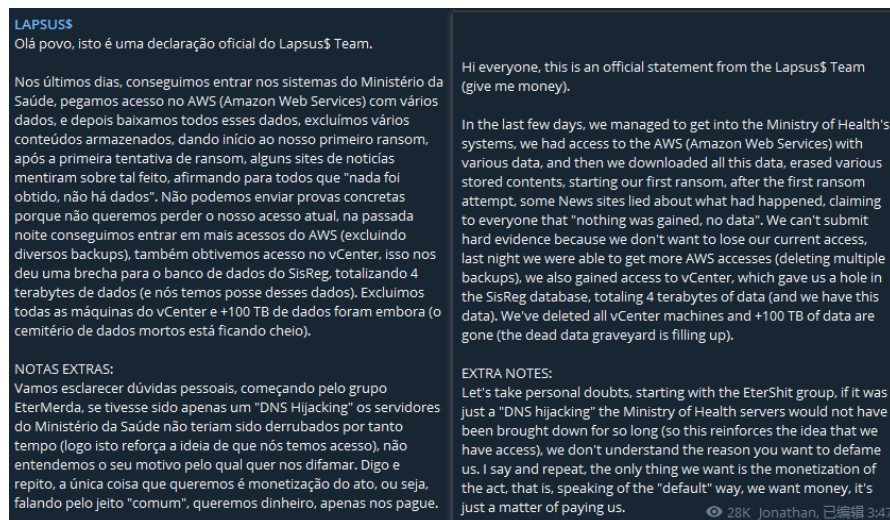 LAPSUS$
Olá povo, isto é uma declaração oficial do Lapsus$ Team.
Nos últimos dias, conseguimos entrar nos sistemas do Ministério da
Saúde, pegamos acesso no AWS (Amazon Web Services) com vários
dados, e depois baixamos todos esses dados, excluímos vários
conteúdos armazenados, dando início ao nosso primeiro ransom,
após a primeira tentativa de ransom, alguns sites de notícias
mentiram sobre tal feito, afirmando para todos que "nada foi
obtido, não há dados". Não podemos enviar provas concretas
porque não queremos perder o nosso acesso atual, na passada
noite conseguimos entrar em mais acessos do AWS (excluindo
diversos backups), também obtivemos acesso no vCenter, isso nos
deu uma brecha para o banco de dados do SisReg, totalizando 4
terabytes de dados (e nós temos posse desses dados). Excluimos
todas as máquinas do vCenter e +100 TB de dados foram embora (o
cemitério de dados mortos está ficando cheio).
NOTAS EXTRAS:
Vamos esclarecer dúvidas pessoais, começando pelo grupo
EterMerda, se tivesse sido apenas um "DNS Hijacking" os servidores
do Ministério da Saúde não teriam sido derrubados por tanto
tempo (logo isto reforça a ideia de que nós temos acesso), não
entendemos o seu motivo pelo qual quer nos difamar. Digo e
repito, a única coisa que queremos é monetização do ato, ou seja,
falando pelo jeito "comum", queremos dinheiro, apenas nos pague.
Hi everyone, this is an official statement from the Lapsus$ Team
(give me money).
In the last few days, we managed to get into the Ministry of Health's
systems, we had access to the AWS (Amazon Web Services) with
various data, and then we downloaded all this data, erased various
stored contents, starting our first ransom, after the first ransom
attempt, some News sites lied about what had happened, claiming
to everyone that "nothing was gained, no data". We can't submit
hard evidence because we don't want to lose our current access,
last night we were able to get more AWS accesses (deleting multiple
backups), we also gained access to vCenter, which gave us a hole in
the SisReg database, totaling 4 terabytes of data (and we have this
data). We've deleted all vCenter machines and +100 TB of data are
gone (the dead data graveyard is filling up).
EXTRA NOTES:
Let's take personal doubts, starting with the EterShit group, if it was
just a "DNS hijacking" the Ministry of Health servers would not have
been brought down for so long (so this reinforces the idea that we
have access), we don't understand the reason you want to defame
us. I say and repeat, the only thing we want is the monetization of
the act, that is, speaking of the "default" way, we want money, it's
just a matter of paying us.
28K Jonathan, 已编辑 3:47